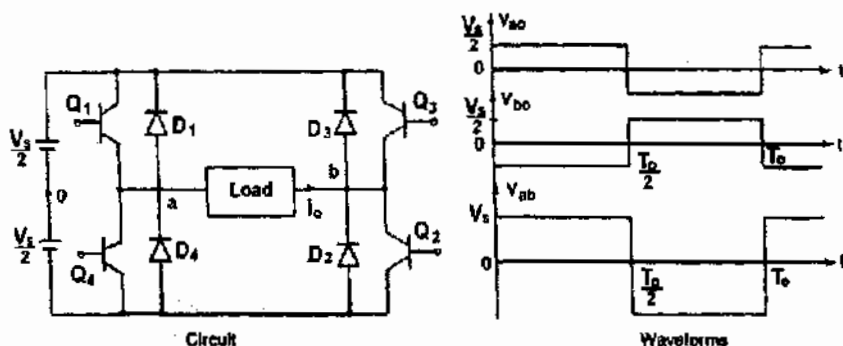 Q₁
D₁
D₃
Q₃
Vs/2
0
a
Load
b
iₒ
Vs/2
Q₄
D₄
D₂
Q₂
Circuit
Vs/2
vao
0
t
Vs/2
vbo
0
t
To/2
To
vab
Vs
0
To/2
To
t
Waveforms